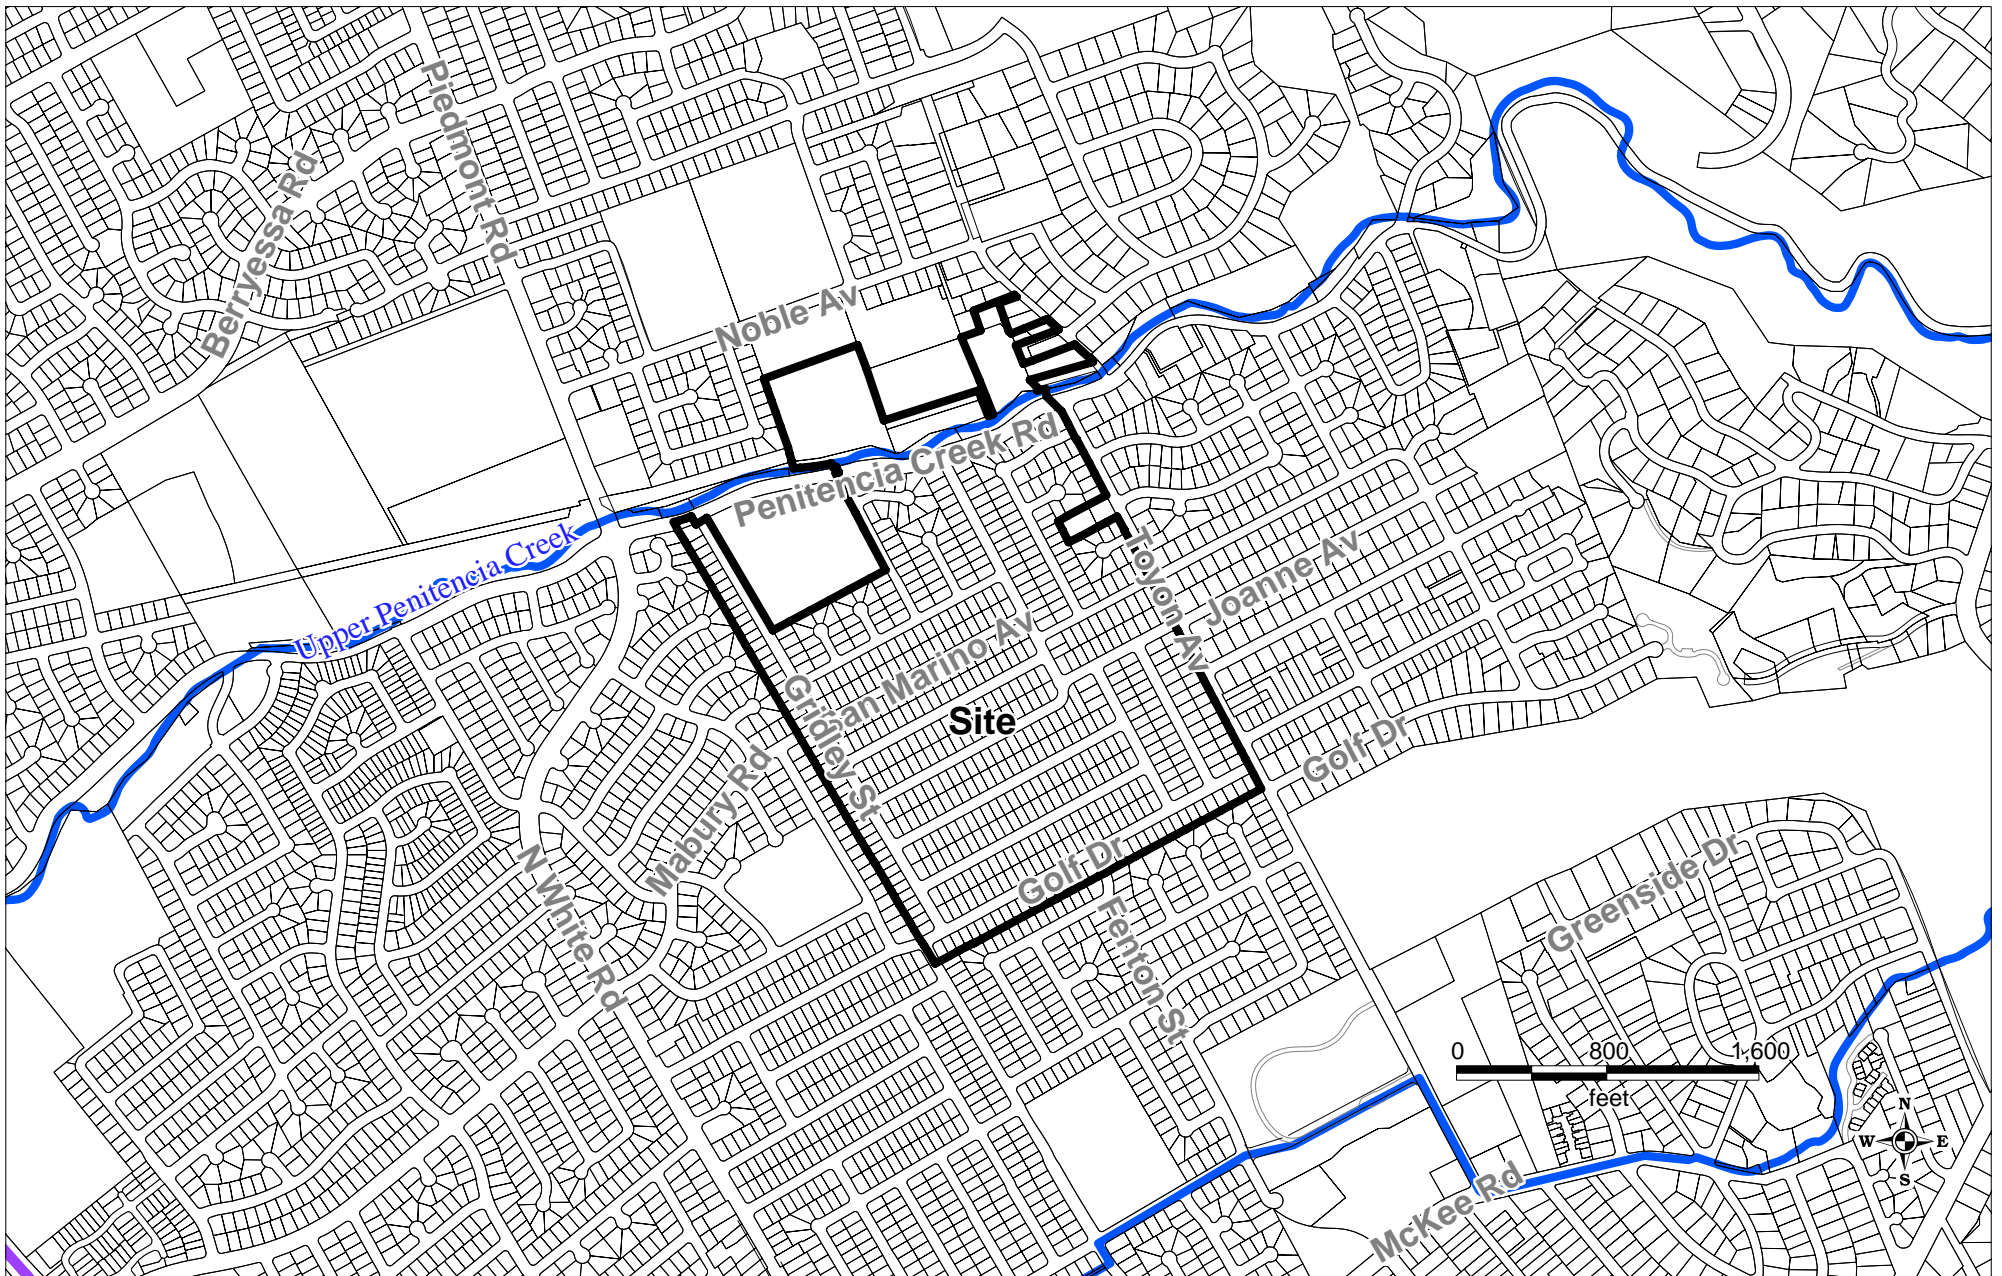 Piedmont Rd
Berryessa Rd
Noble Av
Penitencia Creek Rd
Upper Penitencia Creek
Toyon Av
Joanne Av
San Marino Av
Gridley St
Site
Golf Dr
Mabury Rd
N White Rd
Golf Dr
Fenton St
Greenside Dr
McKee Rd
0 800 1,600
feet
N
W E
S